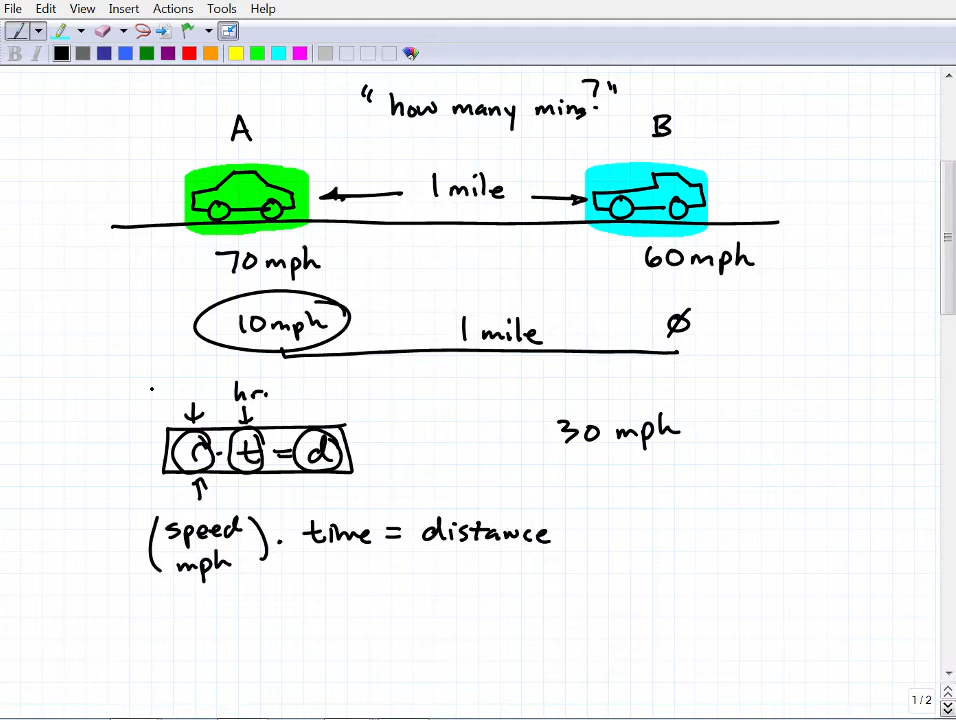 File Edit View Insert Actions Tools Help
B I
"how many mins?"
A B
1 mile
70 mph 60 mph
10 mph 1 mile ∅
hr.
r · t = d 30 mph
(speed mph) · time = distance
1 / 2